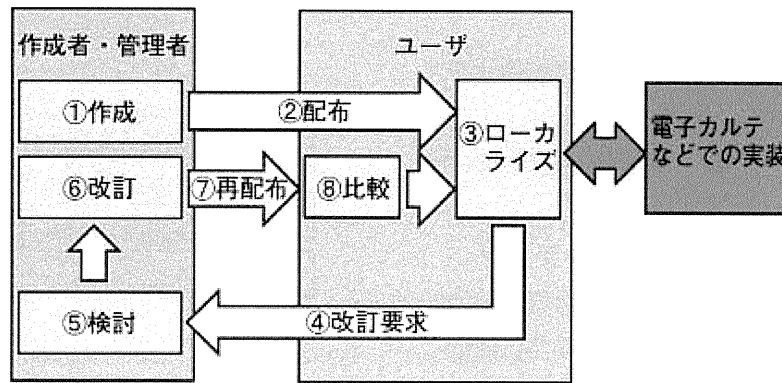 作成者・管理者
ユーザ
①作成
②配布
③ローカ
ライズ
電子カルテ
などでの実装
⑥改訂
⑦再配布
⑧比較
⑤検討
④改訂要求